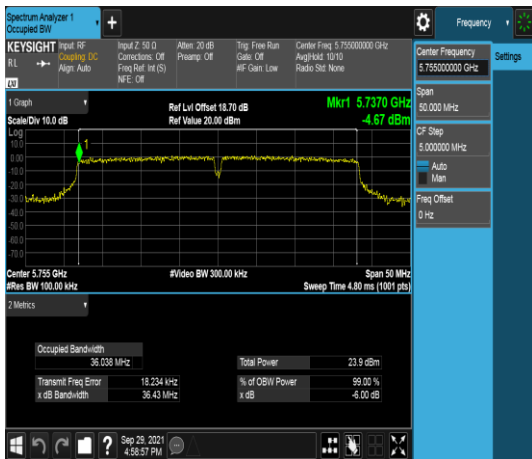 Spectrum Analyzer 1
Occupied BW
Frequency
KEYSIGHT
RL
LXI
Input: RF
Coupling: DC
Align: Auto
Input Z: 50 Ω
Corrections: Off
Freq Ref: Int (S)
NFE: Off
Atten: 20 dB
Preamp: Off
Trig: Free Run
Gate: Off
#IF Gain: Low
Center Freq: 5.755000000 GHz
Avg|Hold: 10/10
Radio Std: None
Center Frequency
5.755000000 GHz
Settings
Span
50.000 MHz
CF Step
5.000000 MHz
Auto
Man
Freq Offset
0 Hz
1 Graph
Scale/Div 10.0 dB
Ref Lvl Offset 18.70 dB
Ref Value 20.00 dBm
Mkr1 5.7370 GHz
-4.67 dBm
Log
10.0
0.00
-10.0
-20.0
-30.0
-40.0
-50.0
-60.0
-70.0
1
Center 5.755 GHz
#Res BW 100.00 kHz
#Video BW 300.00 kHz
Span 50 MHz
Sweep Time 4.80 ms (1001 pts)
2 Metrics
Occupied Bandwidth
36.038 MHz
Total Power 23.9 dBm
Transmit Freq Error 18.234 kHz
% of OBW Power 99.00 %
x dB Bandwidth 36.43 MHz
x dB -6.00 dB
?
Sep 29, 2021
4:58:57 PM